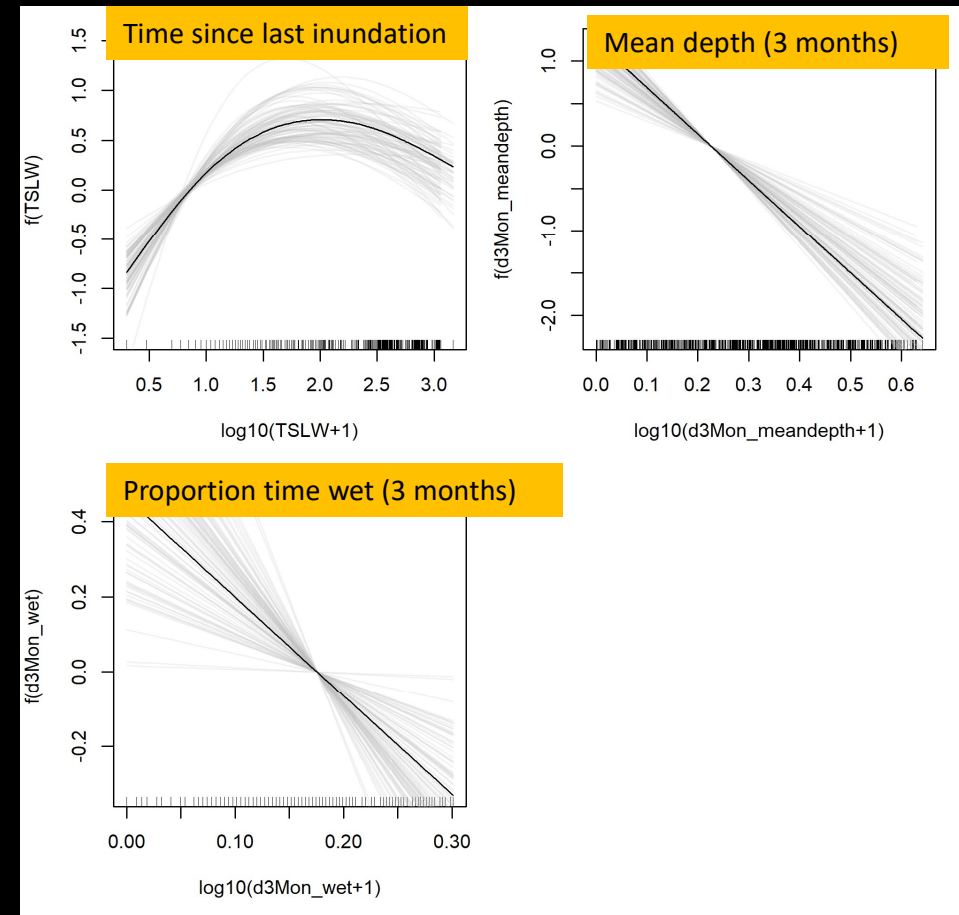 Time since last inundation
1.5
1.0
0.5
0.0
-0.5
-1.0
-1.5
f(TSLW)
0.5 1.0 1.5 2.0 2.5 3.0
log10(TSLW+1)
Mean depth (3 months)
1.0
0.0
-1.0
-2.0
f(d3Mon_meandepth)
0.0 0.1 0.2 0.3 0.4 0.5 0.6
log10(d3Mon_meandepth+1)
Proportion time wet (3 months)
0.4
0.2
0.0
-0.2
f(d3Mon_wet)
0.00 0.10 0.20 0.30
log10(d3Mon_wet+1)